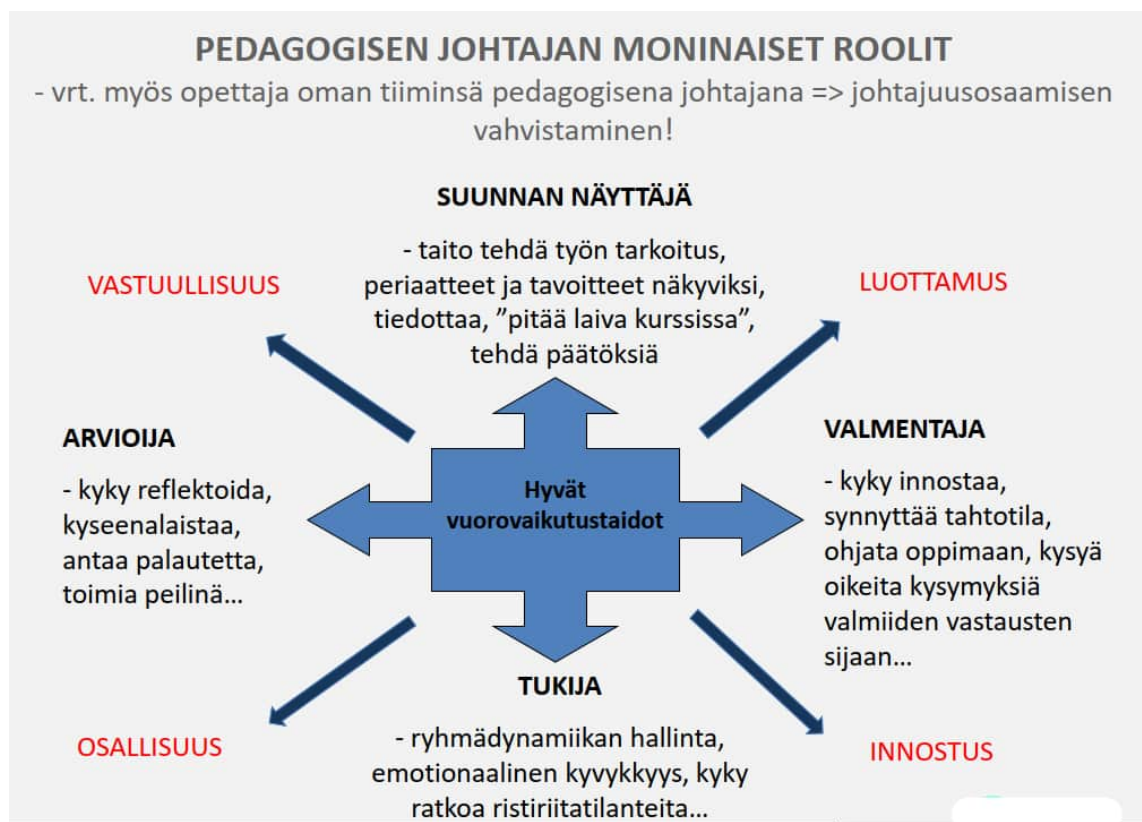 PEDAGOGISEN JOHTAJAN MONINAISET ROOLIT
- vrt. myös opettaja oman tiiminsä pedagogisena johtajana => johtajuusosaamisen
vahvistaminen!
SUUNNAN NÄYTTÄJÄ
- taito tehdä työn tarkoitus,
periaatteet ja tavoitteet näkyviksi,
tiedottaa, ”pitää laiva kurssissa”,
tehdä päätöksiä
VASTUULLISUUS
LUOTTAMUS
ARVIOIJA
- kyky reflektoida,
kyseenalaistaa,
antaa palautetta,
toimia peilinä...
Hyvät
vuorovaikutustaidot
VALMENTAJA
- kyky innostaa,
synnyttää tahtotila,
ohjata oppimaan, kysyä
oikeita kysymyksiä
valmiiden vastausten
sijaan...
TUKIJA
- ryhmädynamiikan hallinta,
emotionaalinen kyvykkyys, kyky
ratkoa ristiriitatilanteita...
OSALLISUUS
INNOSTUS